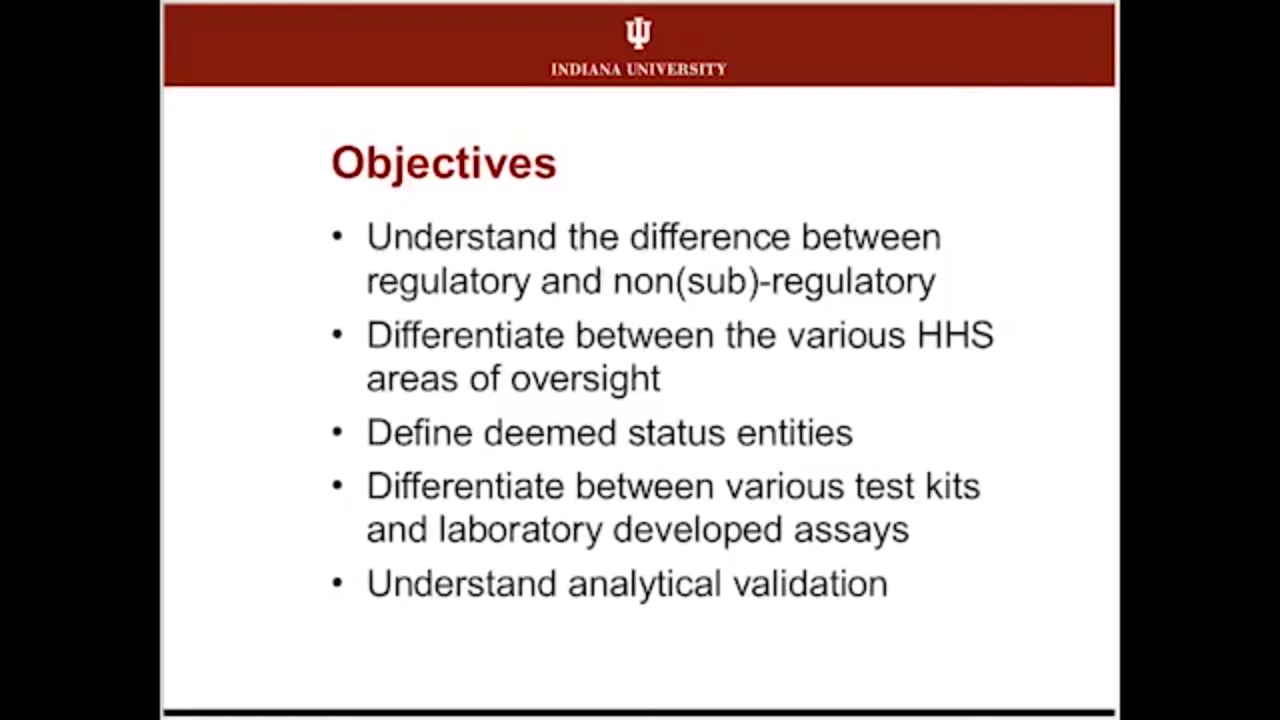 INDIANA UNIVERSITY
Objectives
• Understand the difference between
regulatory and non(sub)-regulatory
• Differentiate between the various HHS
areas of oversight
• Define deemed status entities
• Differentiate between various test kits
and laboratory developed assays
• Understand analytical validation